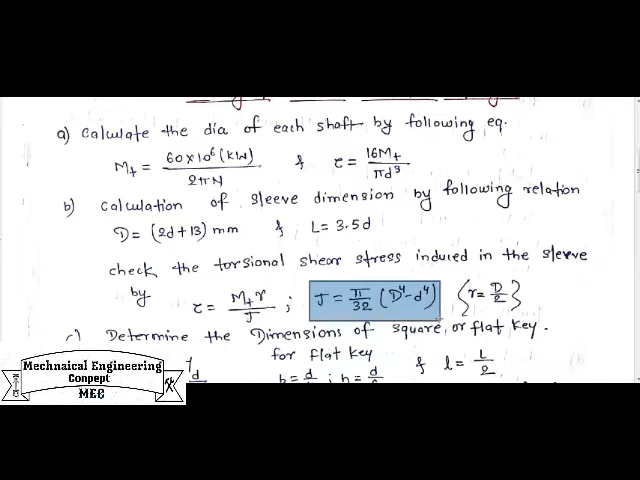 a) Calculate the dia of each shaft by following eq.
Mt = 60×10⁶(kW) / 2πN & τ = 16Mt / πd³
b) Calculation of sleeve dimension by following relation
D = (2d+13) mm & L = 3.5d
check the torsional shear stress induced in the sleeve
by τ = Mt r / J ; J = π/32 (D⁴-d⁴) {r = D/2}
Determine the Dimensions of square or flat key.
for flat key & l = L/2
Mechnaical Engineering
Conpept
MEC